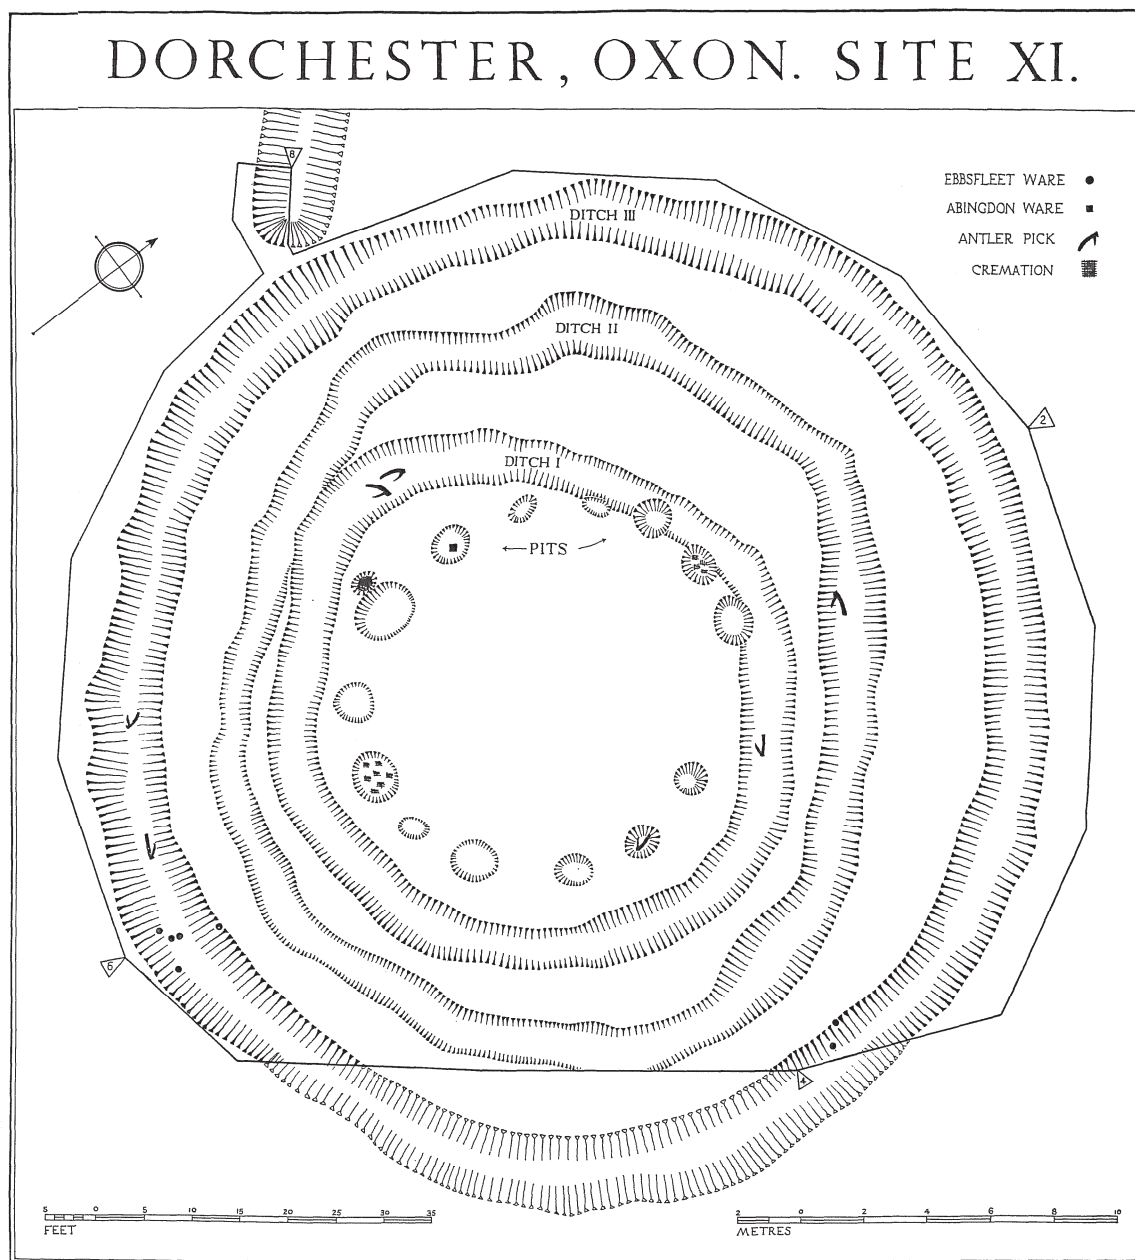 DORCHESTER, OXON. SITE XI.
8
EBBSFLEET WARE
ABINGDON WARE
ANTLER PICK
CREMATION
DITCH III
DITCH II
2
DITCH I
←PITS→
6
4
5 0 5 10 15 20 25 30 35
FEET
2 0 2 4 6 8 10
METRES